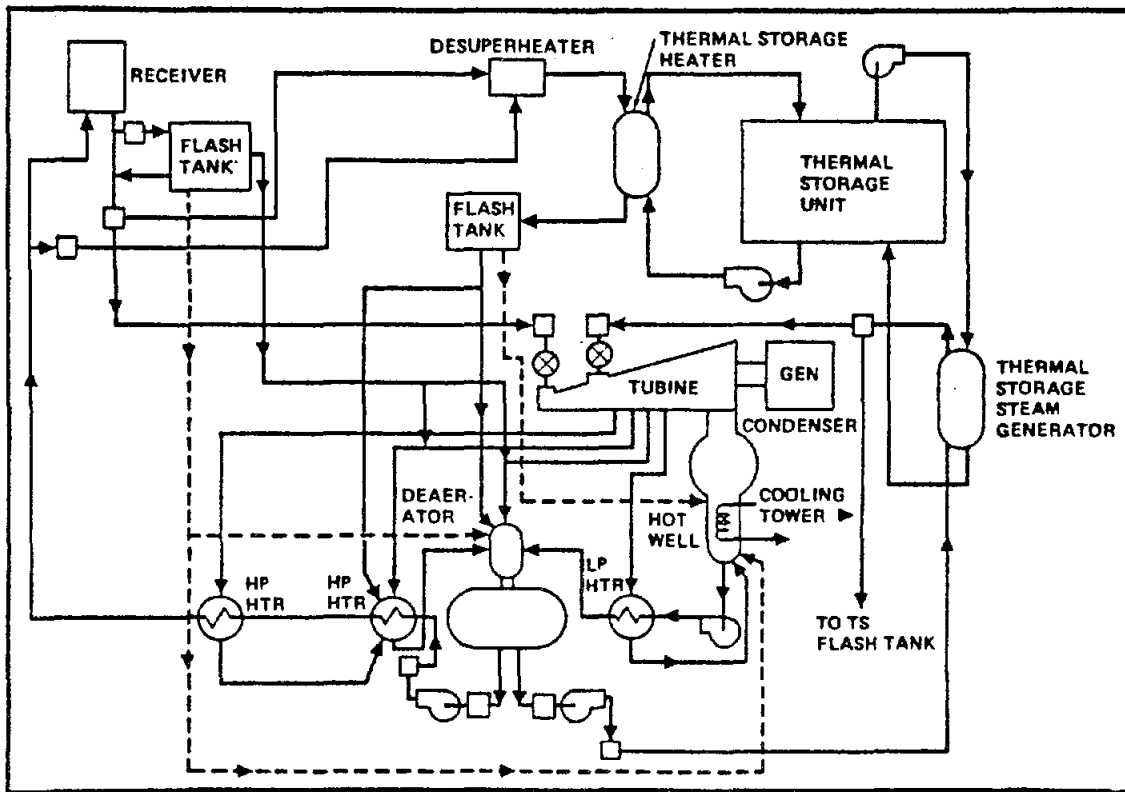 RECEIVER
DESUPERHEATER
THERMAL STORAGE
HEATER
FLASH
TANK
THERMAL
STORAGE
UNIT
FLASH
TANK
TUBINE
GEN
CONDENSER
THERMAL
STORAGE
STEAM
GENERATOR
DEAER-
ATOR
HOT
WELL
COOLING
TOWER
HP
HTR
HP
HTR
LP
HTR
TO TS
FLASH TANK